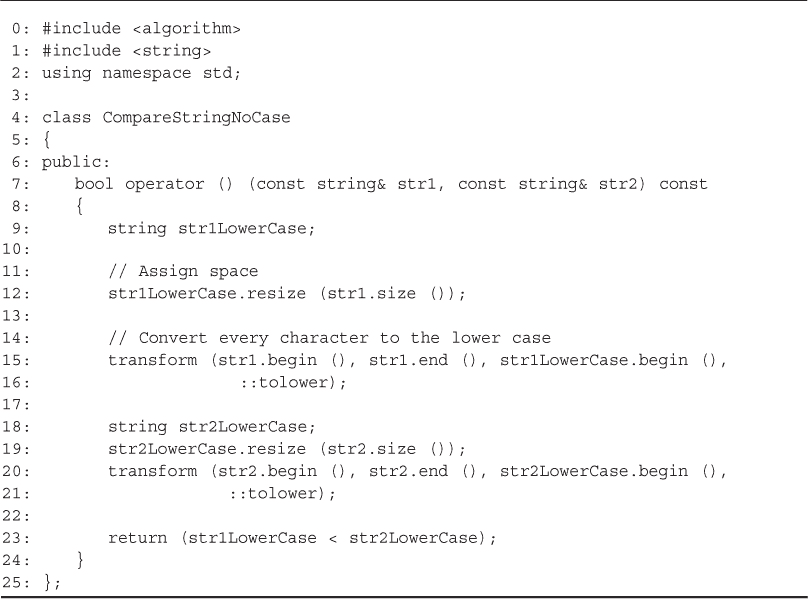 0: #include <algorithm>
1: #include <string>
2: using namespace std;
3:
4: class CompareStringNoCase
5: {
6: public:
7:    bool operator () (const string& str1, const string& str2) const
8:    {
9:       string str1LowerCase;
10:
11:       // Assign space
12:       str1LowerCase.resize (str1.size ());
13:
14:       // Convert every character to the lower case
15:       transform (str1.begin (), str1.end (), str1LowerCase.begin (),
16:                    ::tolower);
17:
18:       string str2LowerCase;
19:       str2LowerCase.resize (str2.size ());
20:       transform (str2.begin (), str2.end (), str2LowerCase.begin (),
21:                   ::tolower);
22:
23:       return (str1LowerCase < str2LowerCase);
24:    }
25: };